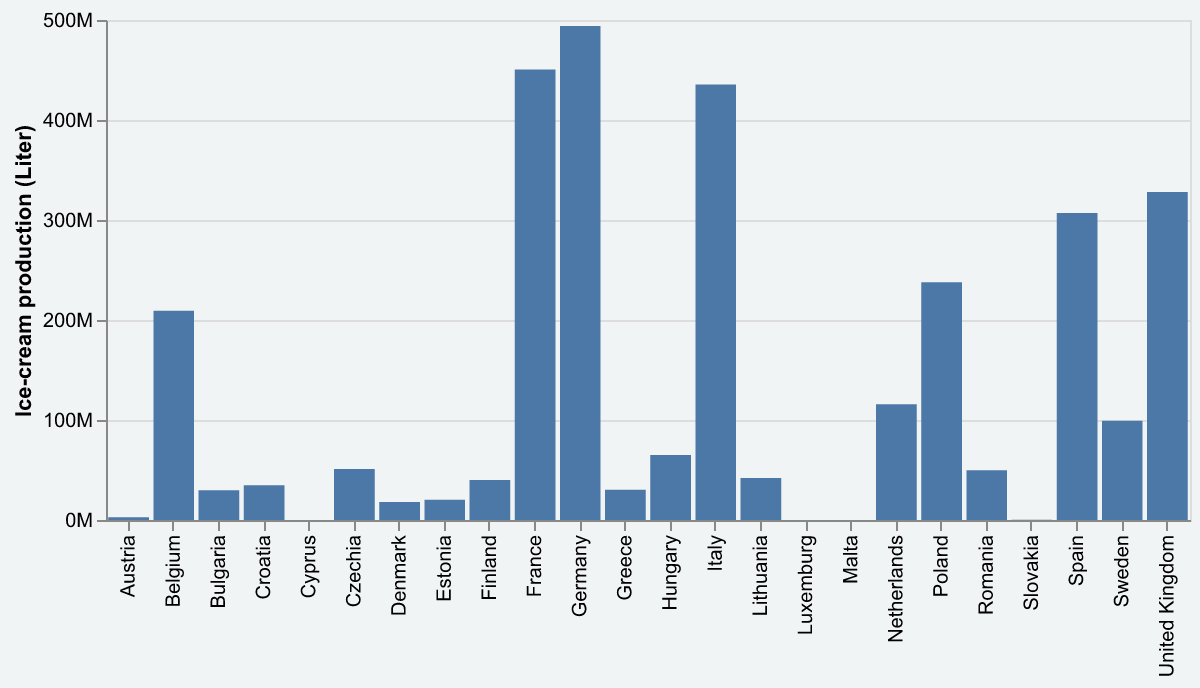 Ice-cream production (Liter)
500M
400M
300M
200M
100M
0M
Austria
Belgium
Bulgaria
Croatia
Cyprus
Czechia
Denmark
Estonia
Finland
France
Germany
Greece
Hungary
Italy
Lithuania
Luxemburg
Malta
Netherlands
Poland
Romania
Slovakia
Spain
Sweden
United Kingdom